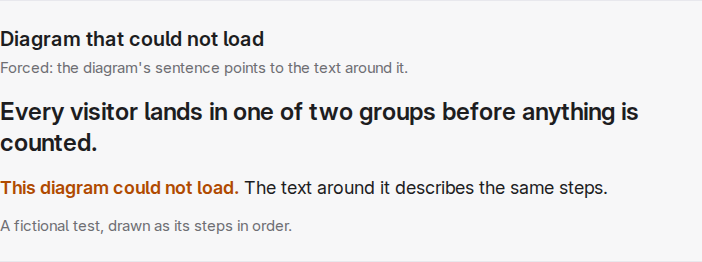 Diagram that could not load
Forced: the diagram's sentence points to the text around it.
Every visitor lands in one of two groups before anything is
counted.
This diagram could not load. The text around it describes the same steps.
A fictional test, drawn as its steps in order.